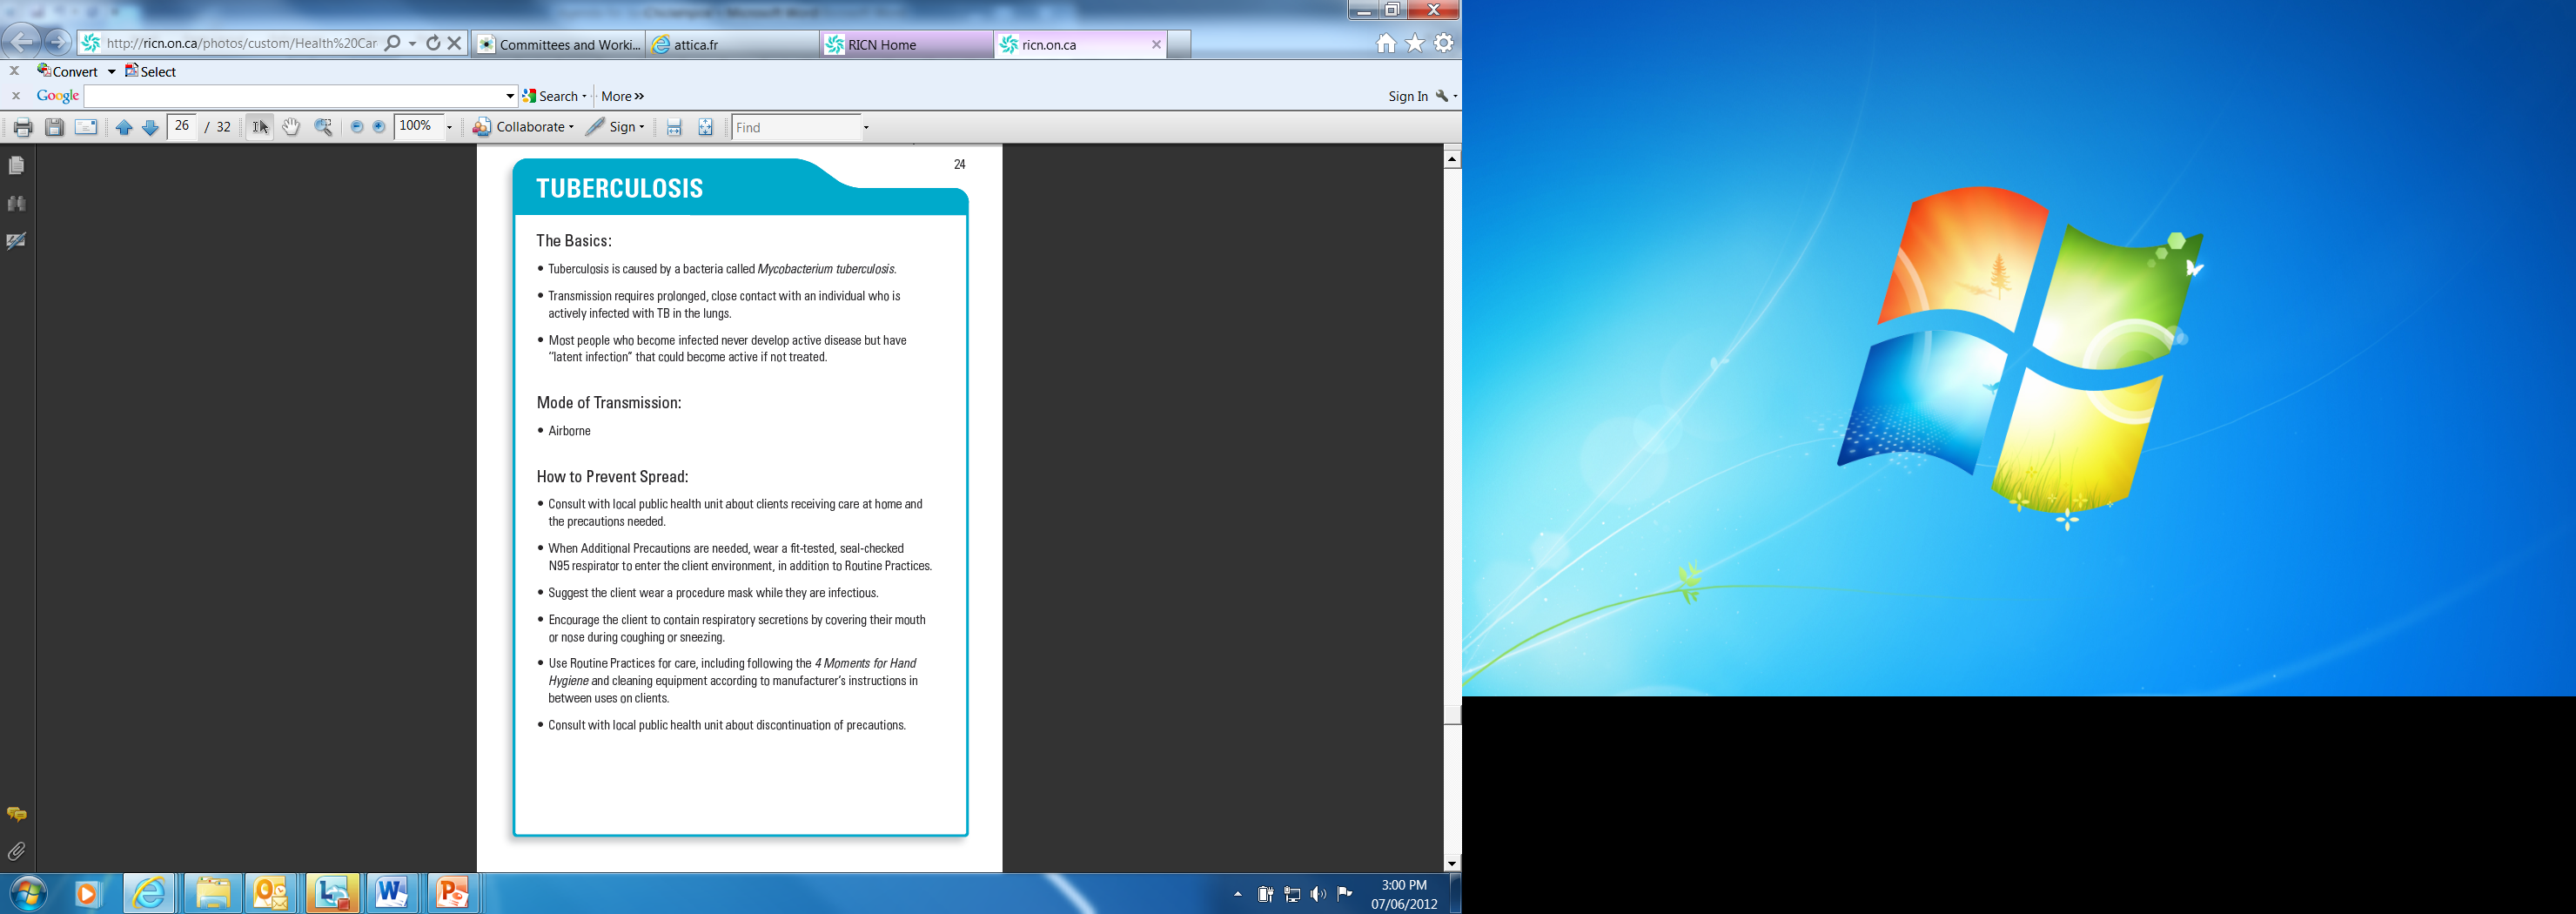 http://ricn.on.ca/photos/custom/Health%20Car
Committees and Worki...
attica.fr
RICN Home
ricn.on.ca
x Convert Select
x Google Search More »
Sign In
26 / 32
100%
Collaborate
Sign
Find
24
TUBERCULOSIS
The Basics:
• Tuberculosis is caused by a bacteria called Mycobacterium tuberculosis.
• Transmission requires prolonged, close contact with an individual who is
actively infected with TB in the lungs.
• Most people who become infected never develop active disease but have
"latent infection" that could become active if not treated.
Mode of Transmission:
• Airborne
How to Prevent Spread:
• Consult with local public health unit about clients receiving care at home and
the precautions needed.
• When Additional Precautions are needed, wear a fit-tested, seal-checked
N95 respirator to enter the client environment, in addition to Routine Practices.
• Suggest the client wear a procedure mask while they are infectious.
• Encourage the client to contain respiratory secretions by covering their mouth
or nose during coughing or sneezing.
• Use Routine Practices for care, including following the 4 Moments for Hand
Hygiene and cleaning equipment according to manufacturer's instructions in
between uses on clients.
• Consult with local public health unit about discontinuation of precautions.
3:00 PM
07/06/2012